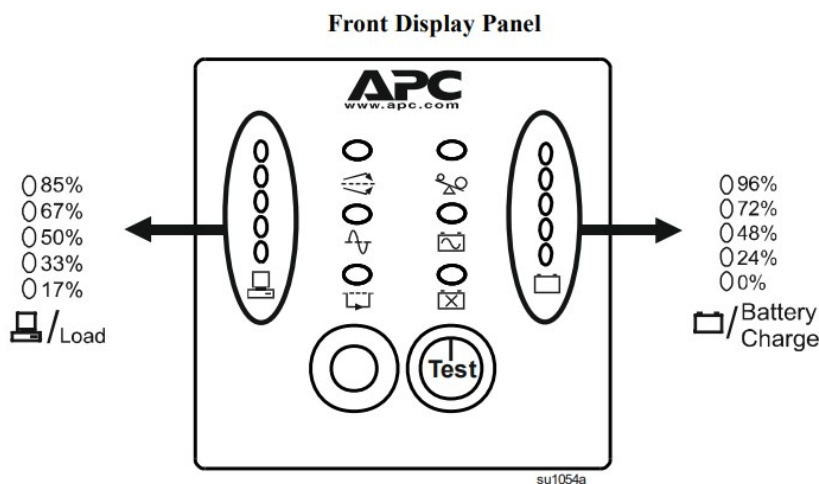 Front Display Panel
APC
www.apc.com
85%
67%
50%
33%
17%
/Load
96%
72%
48%
24%
0%
/Battery
Charge
Test
su1054a